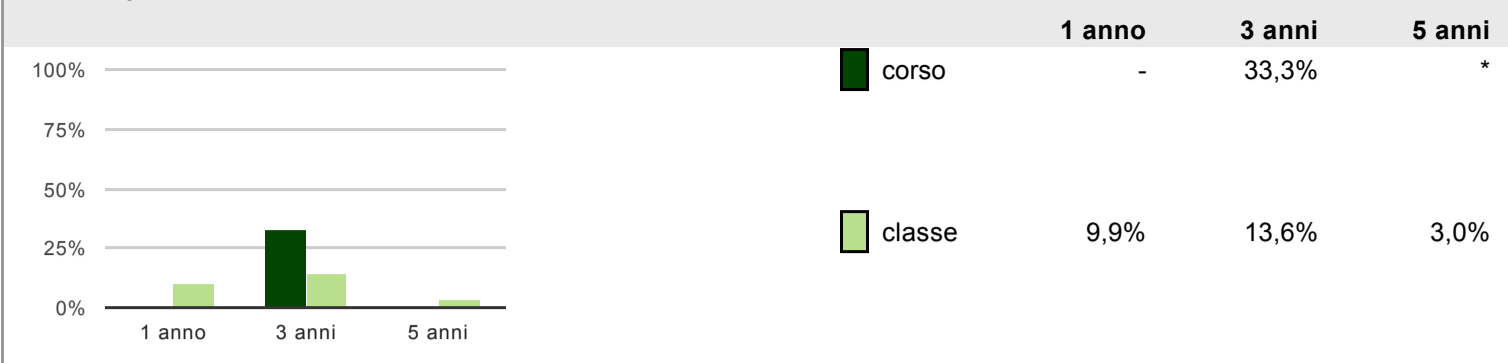 1 anno 3 anni 5 anni
100%
75%
50%
25%
0%
1 anno 3 anni 5 anni
corso - 33,3% *
classe 9,9% 13,6% 3,0%